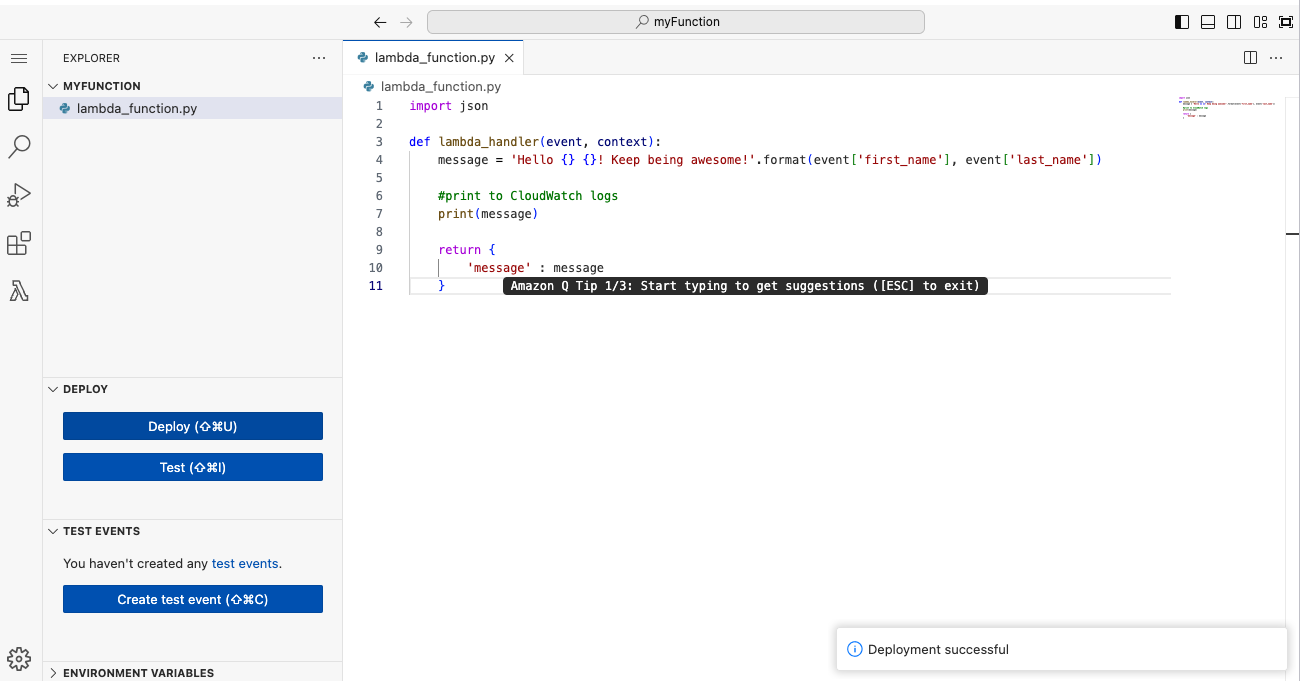 myFunction
EXPLORER
MYFUNCTION
lambda_function.py
lambda_function.py
lambda_function.py
1 import json
2
3 def lambda_handler(event, context):
4 message = 'Hello {} {}! Keep being awesome!'.format(event['first_name'], event['last_name'])
5
6 #print to CloudWatch logs
7 print(message)
8
9 return {
10 'message' : message
11 } Amazon Q Tip 1/3: Start typing to get suggestions ([ESC] to exit)
DEPLOY
Deploy (⇧⌘U)
Test (⇧⌘I)
TEST EVENTS
You haven't created any test events.
Create test event (⇧⌘C)
ENVIRONMENT VARIABLES
Deployment successful